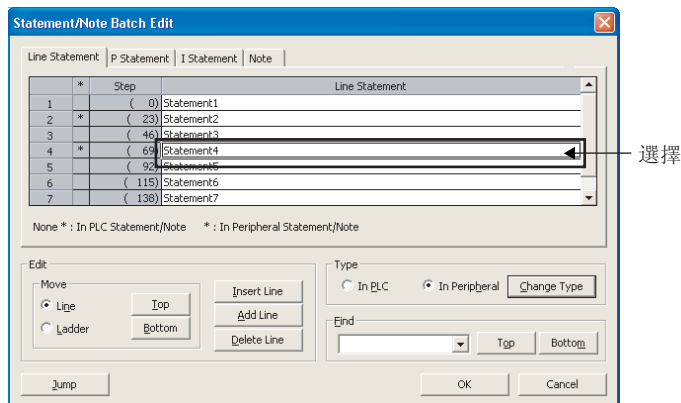 Statement/Note Batch Edit
Line Statement P Statement I Statement Note
* Step Line Statement
1 ( 0) Statement1
2 * ( 23) Statement2
3 ( 46) Statement3
4 * ( 69) Statement4
選擇
5 ( 92) Statement5
6 ( 115) Statement6
7 ( 138) Statement7
None * : In PLC Statement/Note * : In Peripheral Statement/Note
Edit
Move
Line Top
Ladder Bottom
Insert Line
Add Line
Delete Line
Type
In PLC In Peripheral Change Type
Find
Top Bottom
Jump OK Cancel